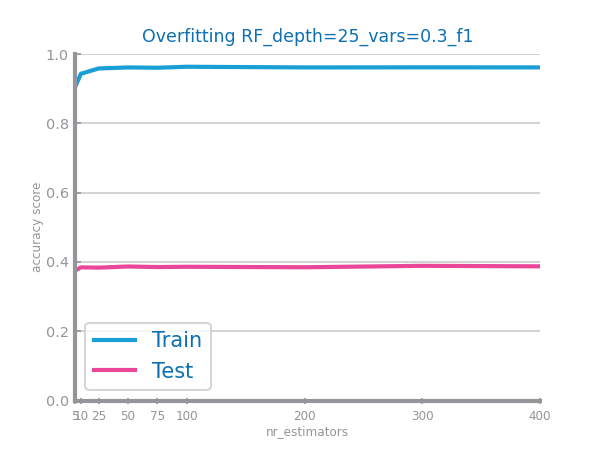 Overfitting RF_depth=25_vars=0.3_f1
accuracy score
1.0
0.8
0.6
0.4
0.2
0.0
Train
Test
5 10 25 50 75 100 200 300 400
nr_estimators